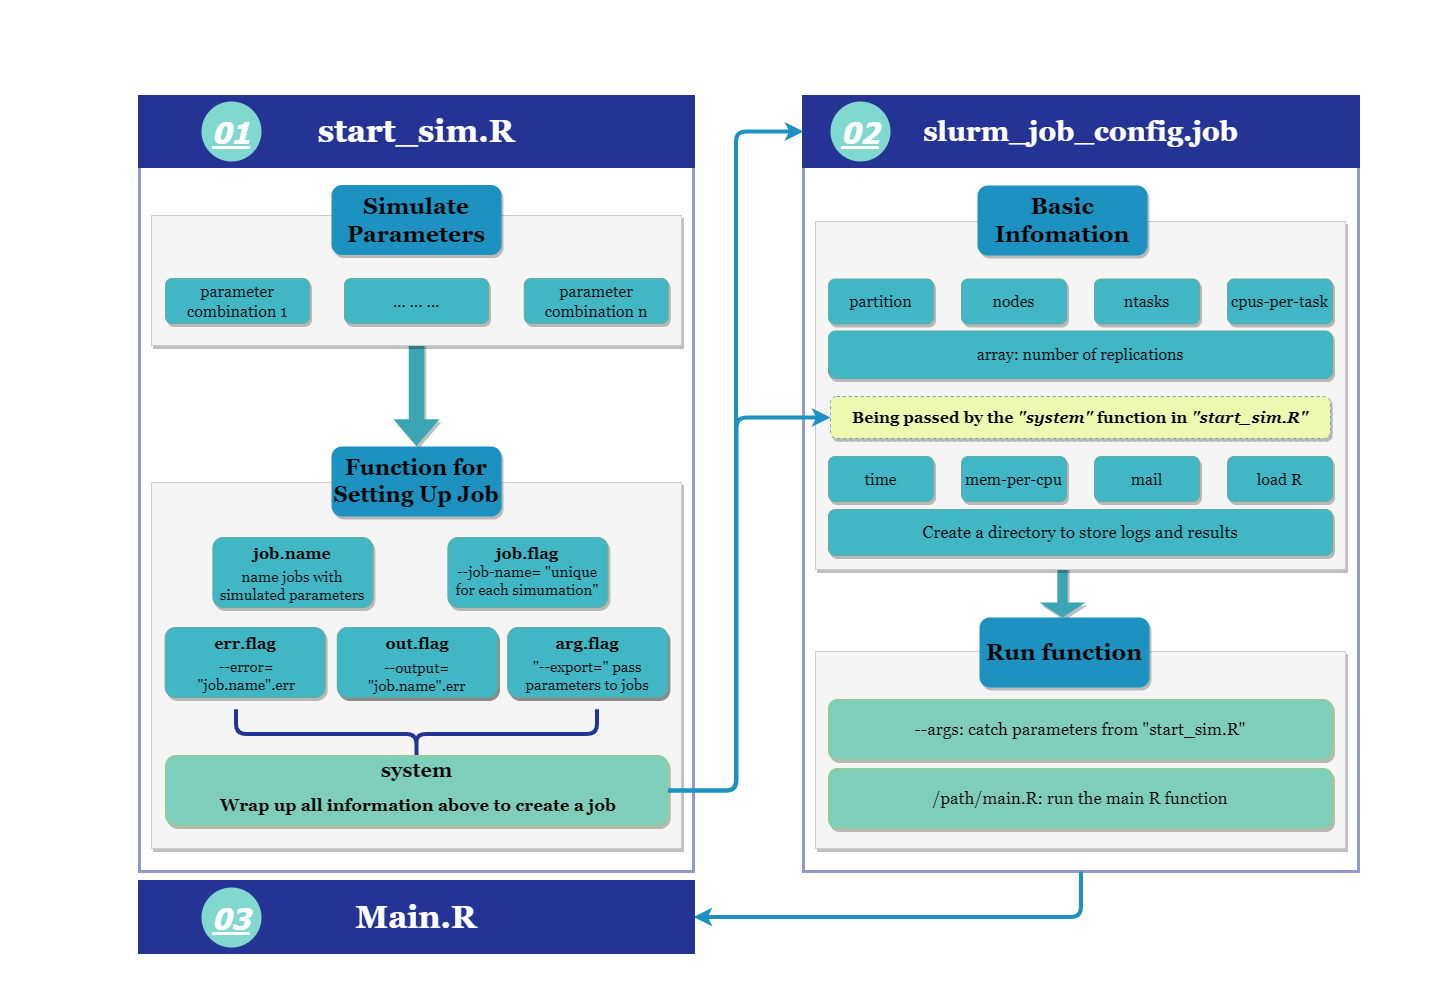 01
start_sim.R
Simulate
Parameters
parameter
combination 1
... ... ...
parameter
combination n
Function for
Setting Up Job
job.name
name jobs with
simulated parameters
job.flag
--job-name= "unique
for each simumation"
err.flag
--error=
"job.name".err
out.flag
--output=
"job.name".err
arg.flag
"--export=" pass
parameters to jobs
system
Wrap up all information above to create a job
02
slurm_job_config.job
Basic
Infomation
partition
nodes
ntasks
cpus-per-task
array: number of replications
Being passed by the "system" function in "start_sim.R"
time
mem-per-cpu
mail
load R
Create a directory to store logs and results
Run function
--args: catch parameters from "start_sim.R"
/path/main.R: run the main R function
03
Main.R